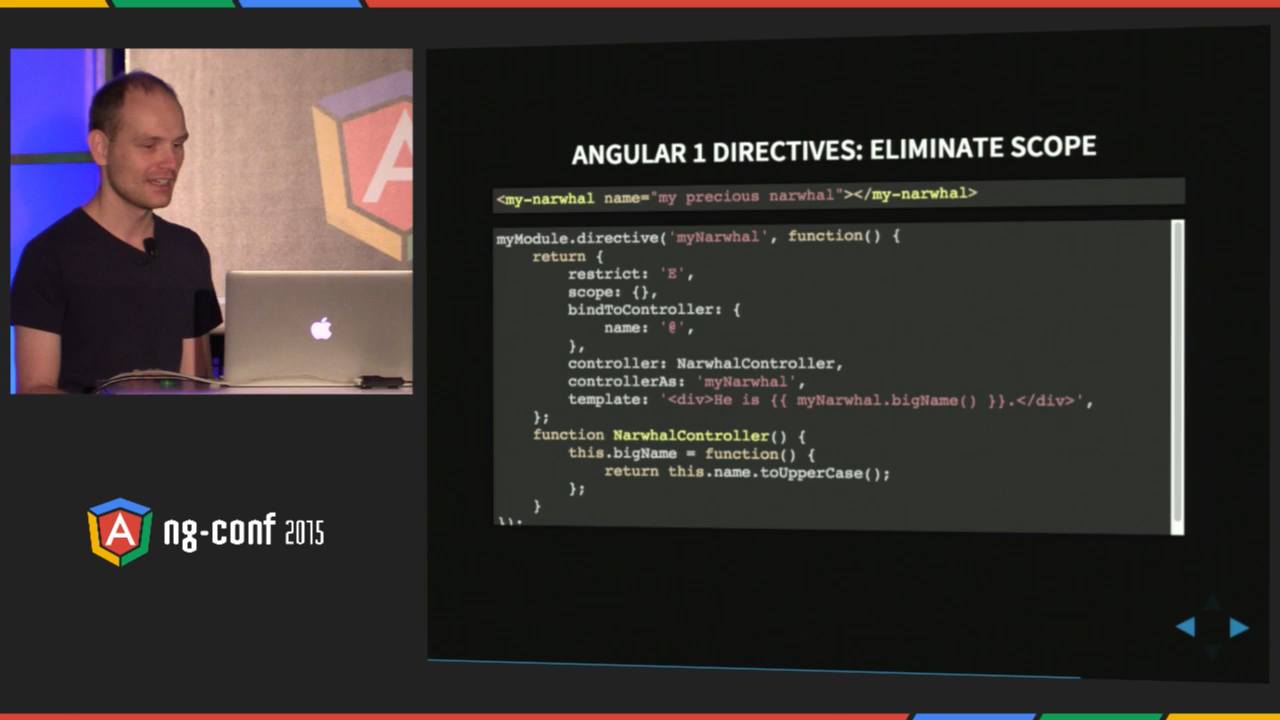 ANGULAR 1 DIRECTIVES: ELIMINATE SCOPE
<my-narwhal name="my precious narwhal"></my-narwhal>
myModule.directive('myNarwhal', function() {
    return {
        restrict: 'E',
        scope: {},
        bindToController: {
            name: '@',
        },
        controller: NarwhalController,
        controllerAs: 'myNarwhal',
        template: '<div>He is {{ myNarwhal.bigName() }}.</div>',
    };
    function NarwhalController() {
        this.bigName = function() {
            return this.name.toUpperCase();
        };
    }
});
A
A ng-conf 2015